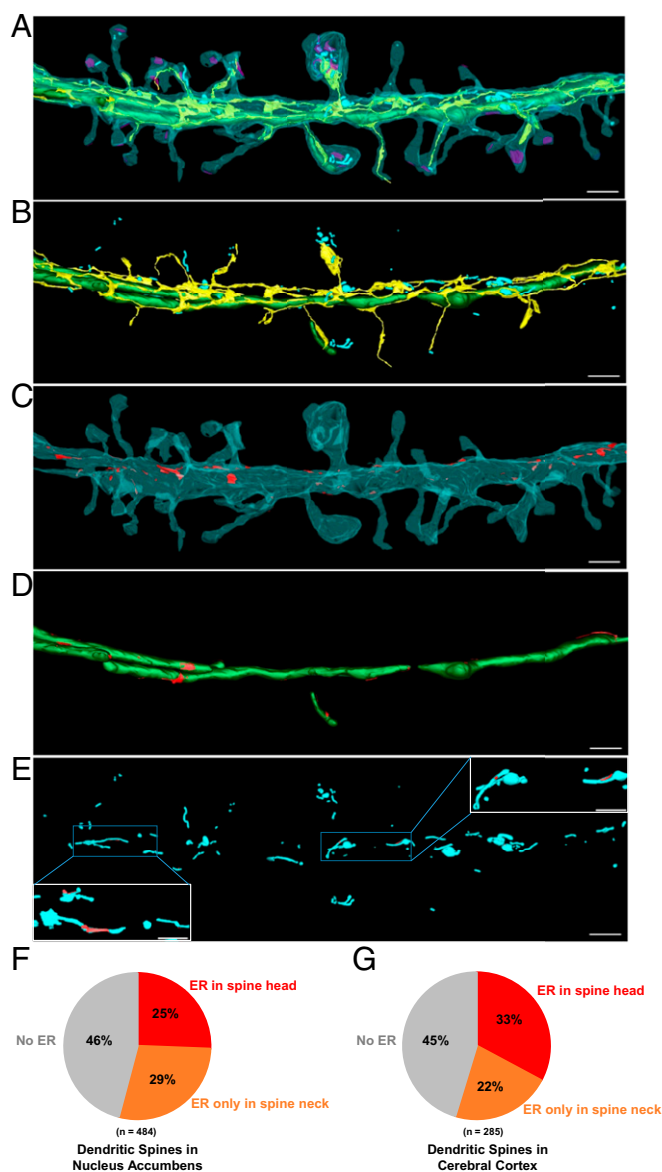 A
B
C
D
E
F
G
ER in spine head
25%
No ER
46%
29%
ER only in spine neck
(n = 484)
Dendritic Spines in
Nucleus Accumbens
ER in spine head
33%
No ER
45%
22%
ER only in spine neck
(n = 285)
Dendritic Spines in
Cerebral Cortex